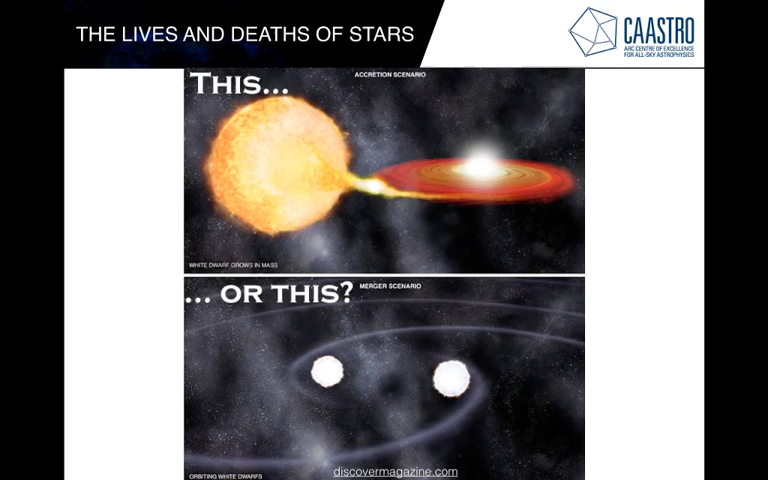 THE LIVES AND DEATHS OF STARS
CAASTRO
ARC CENTRE OF EXCELLENCE
FOR ALL-SKY ASTROPHYSICS
THIS...
ACCRETION SCENARIO
WHITE DWARF GROWS IN MASS
... OR THIS?
MERGER SCENARIO
ORBITING WHITE DWARFS
discovermagazine.com